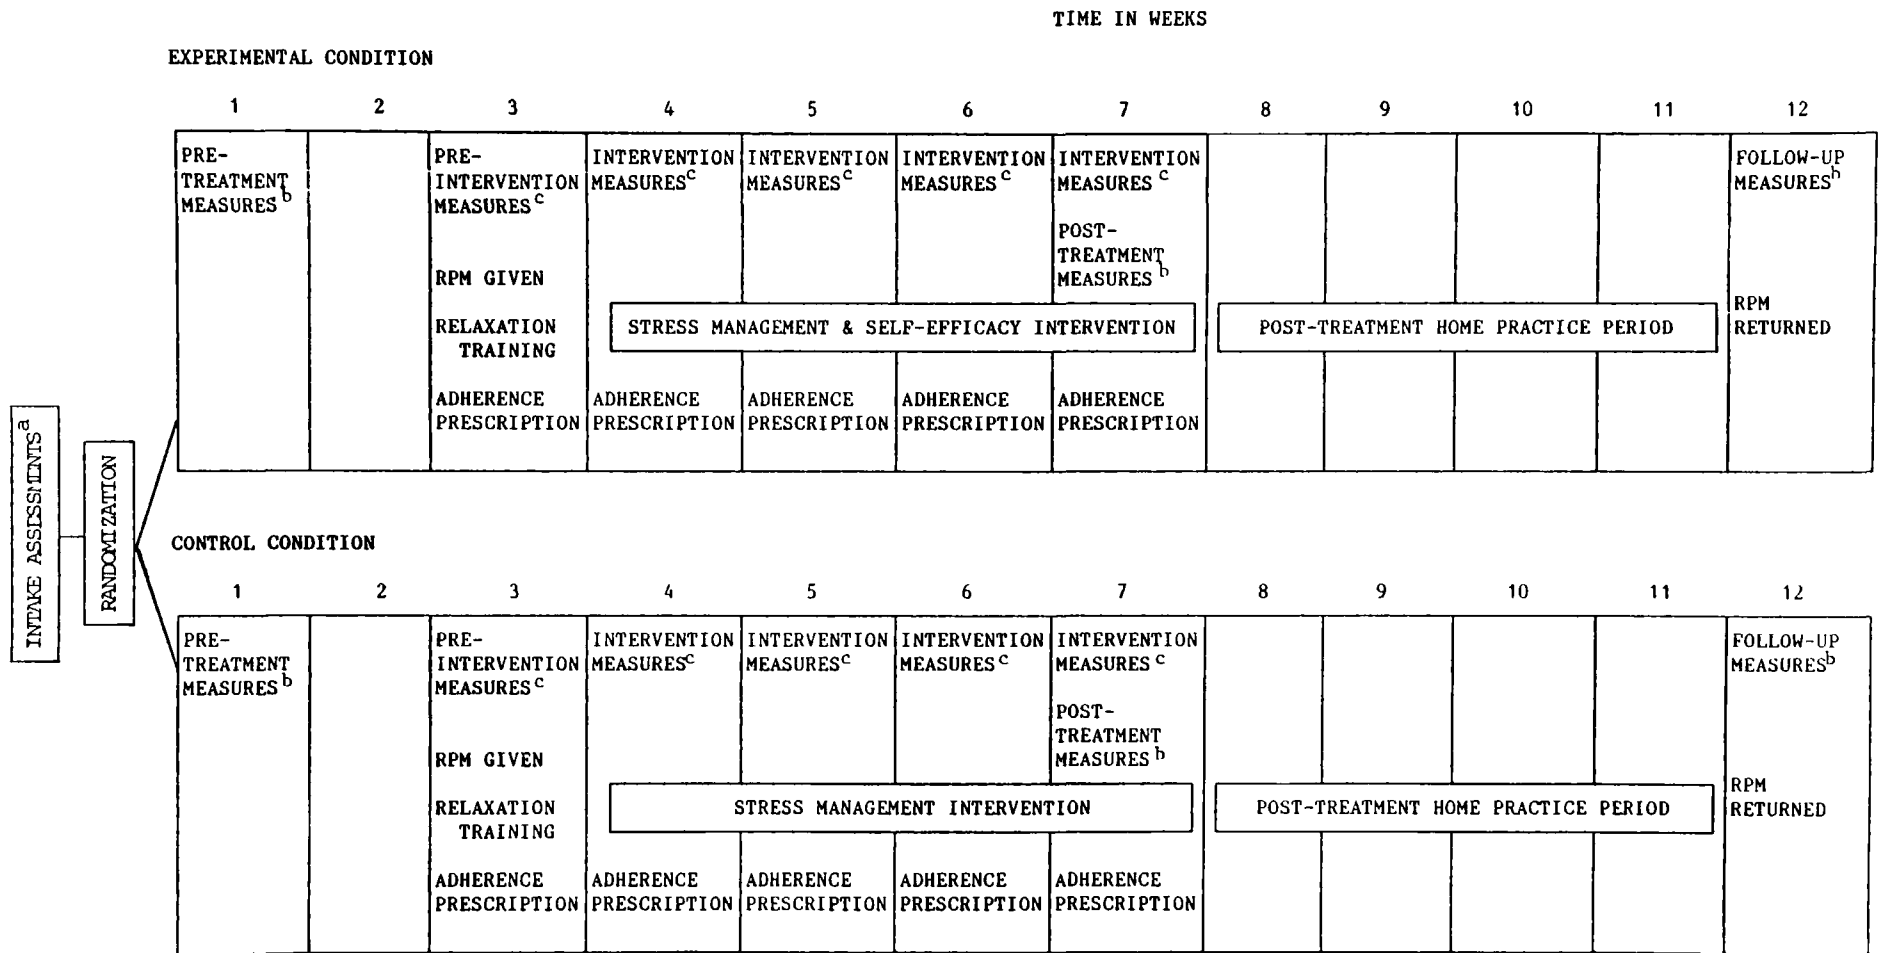 TIME IN WEEKS
EXPERIMENTAL CONDITION
1 2 3 4 5 6 7 8 9 10 11 12
PRE-
TREATMENT
MEASURES b
PRE-
INTERVENTION
MEASURES c
RPM GIVEN
RELAXATION
TRAINING
ADHERENCE
PRESCRIPTION
INTERVENTION
MEASURES c
ADHERENCE
PRESCRIPTION
INTERVENTION
MEASURES c
ADHERENCE
PRESCRIPTION
INTERVENTION
MEASURES c
ADHERENCE
PRESCRIPTION
INTERVENTION
MEASURES c
POST-
TREATMENT
MEASURES b
ADHERENCE
PRESCRIPTION
STRESS MANAGEMENT & SELF-EFFICACY INTERVENTION
POST-TREATMENT HOME PRACTICE PERIOD
FOLLOW-UP
MEASURES b
RPM
RETURNED
INTAKE ASSESSMENTS a
RANDOMIZATION
CONTROL CONDITION
1 2 3 4 5 6 7 8 9 10 11 12
PRE-
TREATMENT
MEASURES b
PRE-
INTERVENTION
MEASURES c
RPM GIVEN
RELAXATION
TRAINING
ADHERENCE
PRESCRIPTION
INTERVENTION
MEASURES c
ADHERENCE
PRESCRIPTION
INTERVENTION
MEASURES c
ADHERENCE
PRESCRIPTION
INTERVENTION
MEASURES c
ADHERENCE
PRESCRIPTION
INTERVENTION
MEASURES c
POST-
TREATMENT
MEASURES b
ADHERENCE
PRESCRIPTION
STRESS MANAGEMENT INTERVENTION
POST-TREATMENT HOME PRACTICE PERIOD
FOLLOW-UP
MEASURES b
RPM
RETURNED